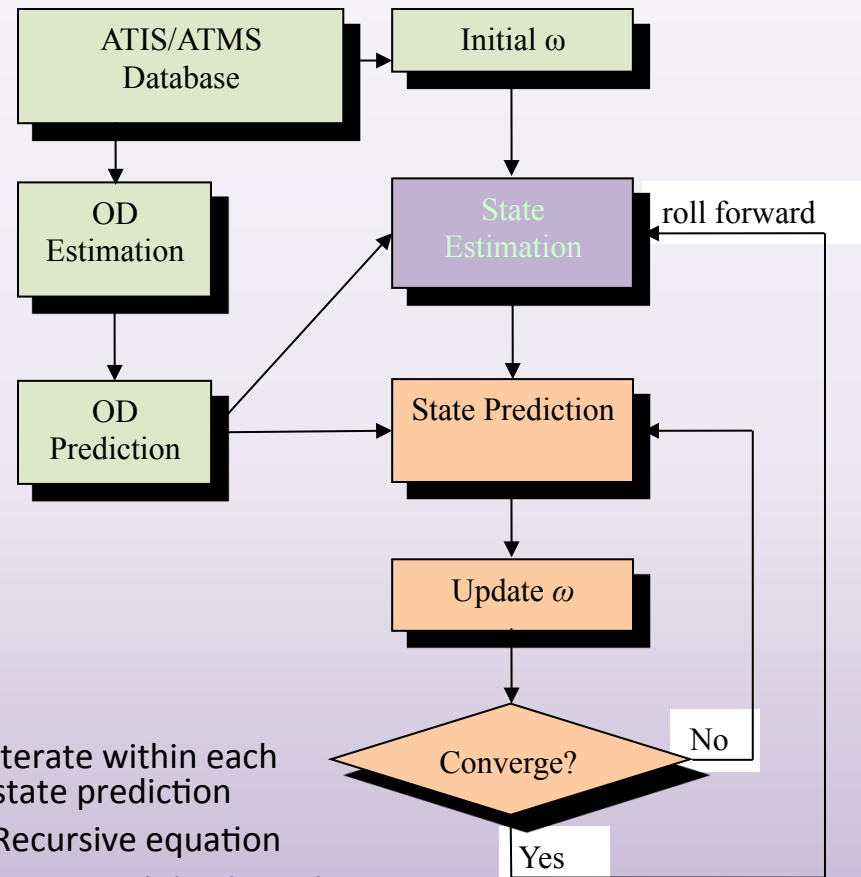 ATIS/ATMS
Database
Initial ω
OD
Estimation
State
Estimation
roll forward
OD
Prediction
State Prediction
Update ω
Converge?
No
Yes
terate within each
state prediction
Recursive equation